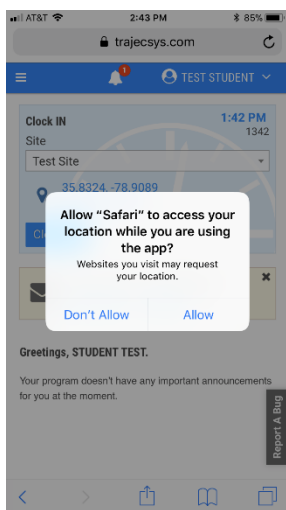 AT&T 2:43 PM 85%
trajecsys.com
1
TEST STUDENT
Clock IN 1:42 PM
Site 1342
Test Site
35.8324, -78.9089
Allow “Safari” to access your
location while you are using
the app?
Websites you visit may request
your location.
Don’t Allow Allow
Greetings, STUDENT TEST.
Your program doesn't have any important announcements
for you at the moment.
Report A Bug